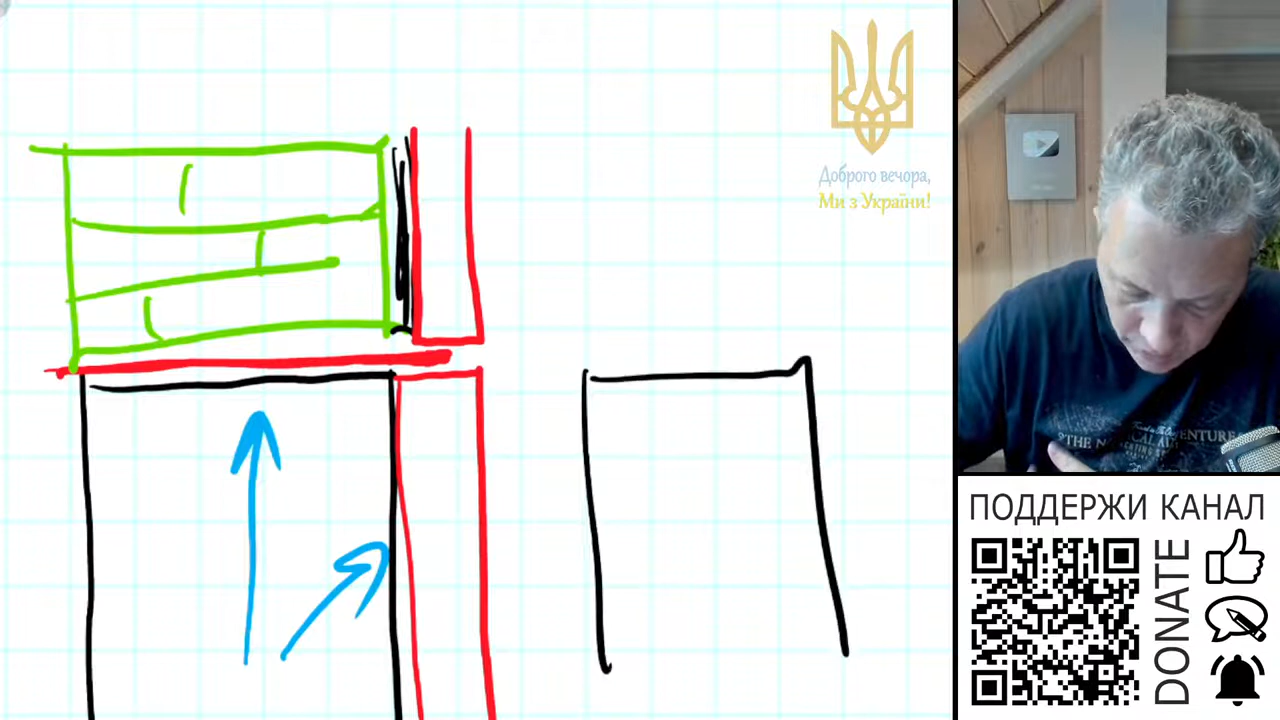 Доброго вечора,
Ми з України!
ПОДДЕРЖИ КАНАЛ
DONATE